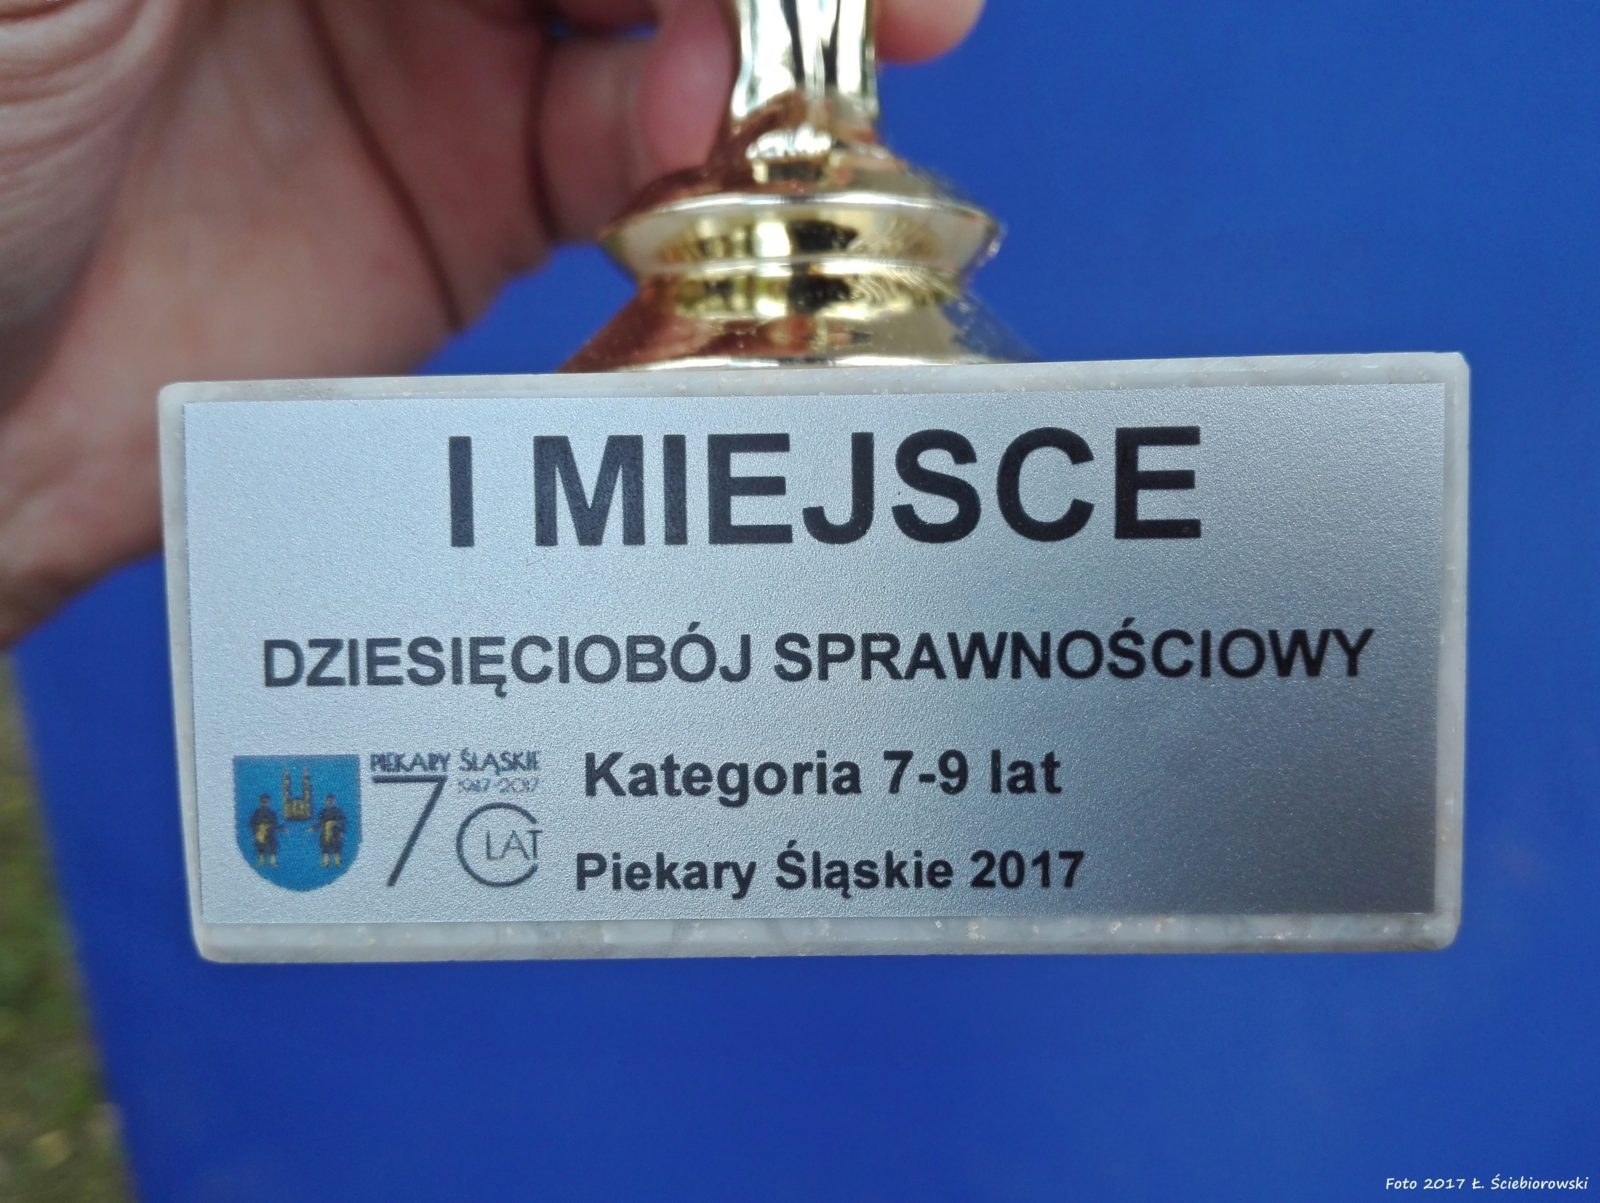 I MIEJSCE
DZIESIĘCIOBÓJ SPRAWNOŚCIOWY
PIEKARY ŚLĄSKIE
1947-2017
70 LAT
Kategoria 7-9 lat
Piekary Śląskie 2017
Foto 2017 Ł. Ściebiorowski